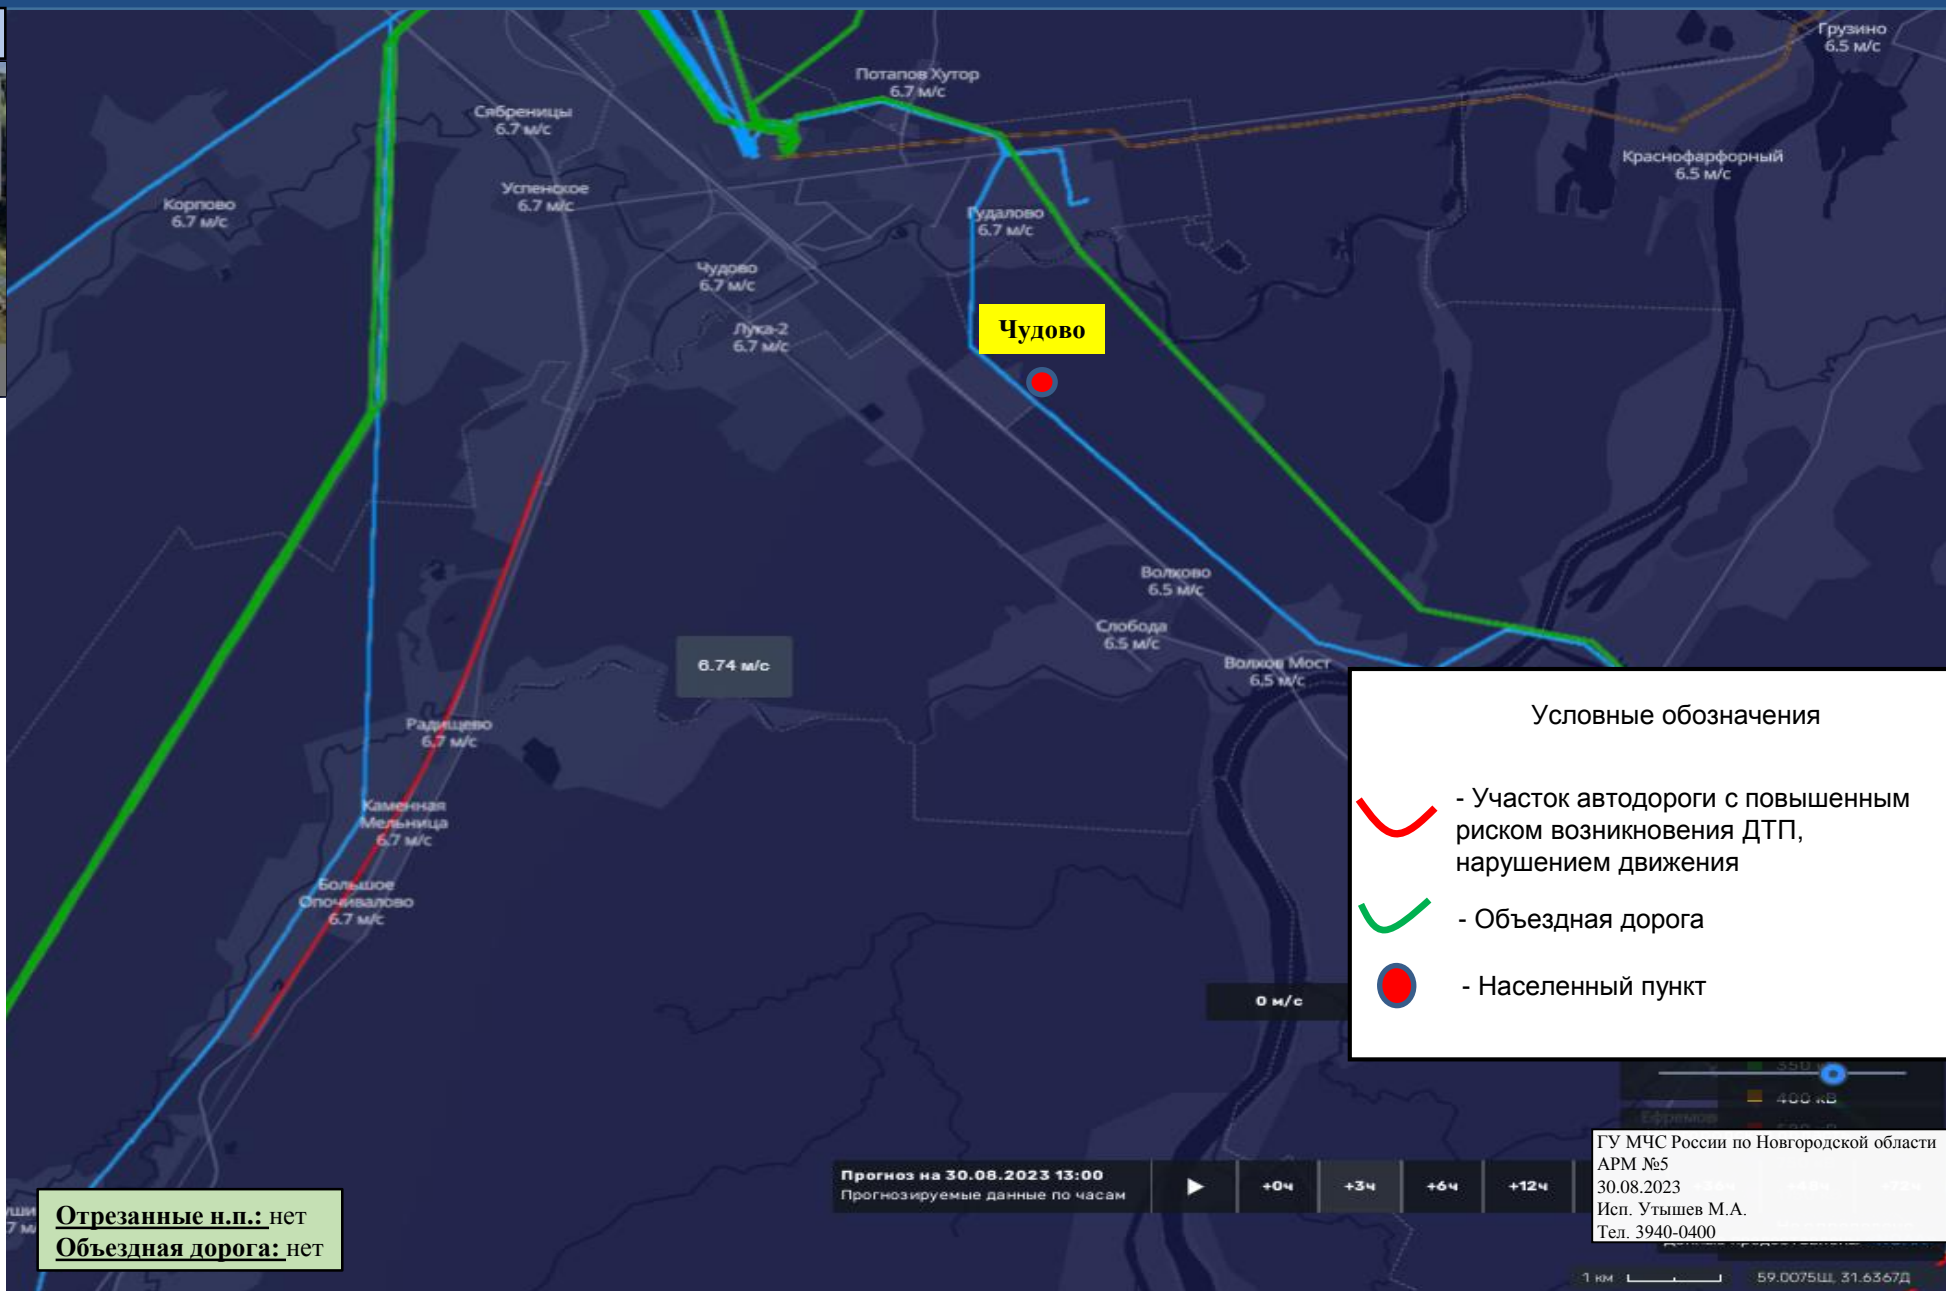 Грузино
6.5 м/с
Потапов Хутор
6.7 м/с
Сябреницы
6.7 м/с
Краснофарфорный
6.5 м/с
Успенское
6.7 м/с
Корпово
6.7 м/с
Гудалово
6.7 м/с
Чудово
6.7 м/с
Чудово
Лука-2
6.7 м/с
Волхово
6.5 м/с
Слобода
6.5 м/с
Волхов Мост
6.5 м/с
6.74 м/с
Радищево
6.7 м/с
Каменная
Мельница
6.7 м/с
Большое
Опочивалово
6.7 м/с
Условные обозначения
- Участок автодороги с повышенным
риском возникновения ДТП,
нарушением движения
- Объездная дорога
- Населенный пункт
0 м/с
350
400 кВ
Ефремов
Прогноз на 30.08.2023 13:00
Прогнозируемые данные по часам
+0ч
+3ч
+6ч
+12ч
ГУ МЧС России по Новгородской области
АРМ №5
30.08.2023
Исп. Утышев М.А.
Тел. 3940-0400
Отрезанные н.п.: нет
Объездная дорога: нет
1 км
59.0075Ш, 31.6367Д